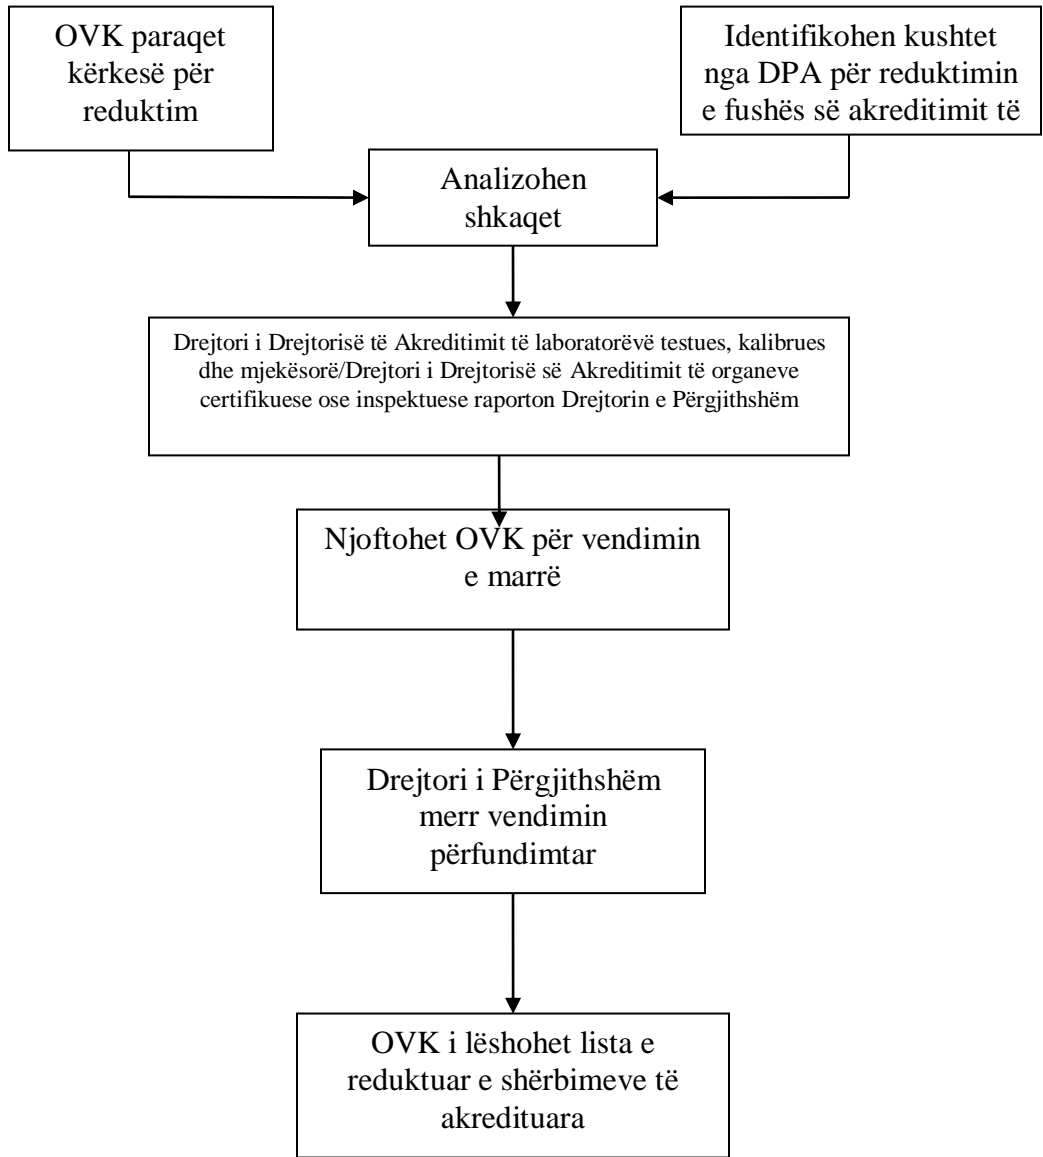 OVK paraqet
kërkesë për
reduktim
Identifikohen kushtet
nga DPA për reduktimin
e fushës së akreditimit të
Analizohen
shkaqet
Drejtori i Drejtorisë të Akreditimit të laboratorëvë testues, kalibrues
dhe mjekësorë/Drejtori i Drejtorisë së Akreditimit të organeve
certifikuese ose inspektuese raporton Drejtorin e Përgjithshëm
Njoftohet OVK për vendimin
e marrë
Drejtori i Përgjithshëm
merr vendimin
përfundimtar
OVK i lëshohet lista e
reduktuar e shërbimeve të
akredituara